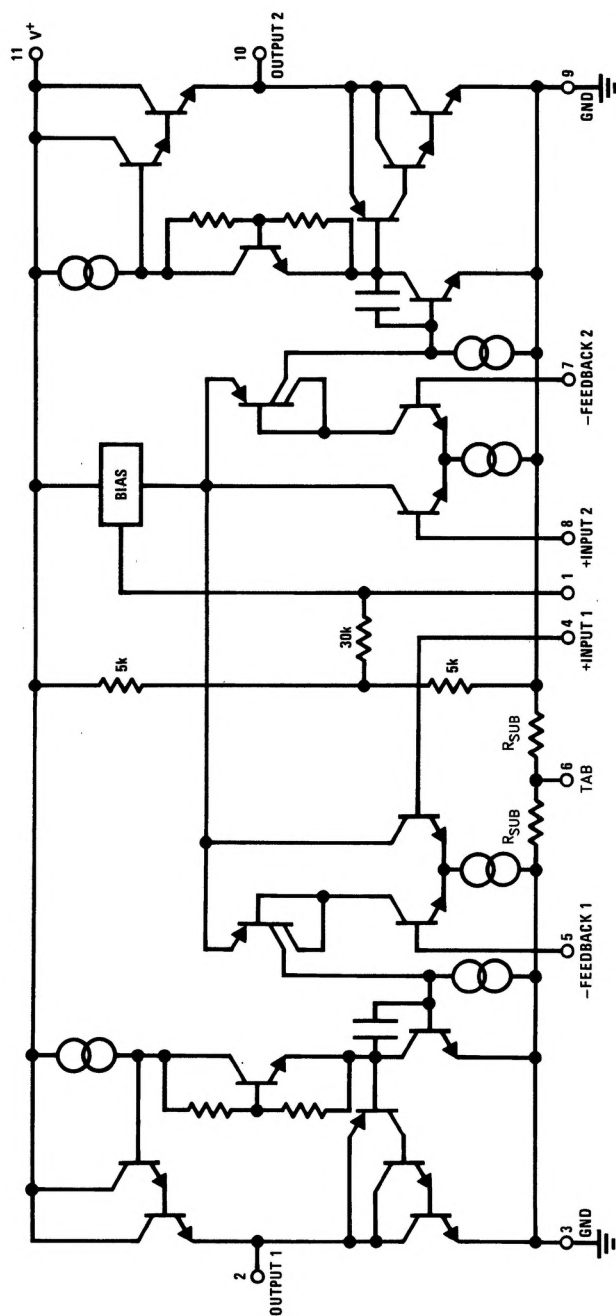 11
V+
10
OUTPUT 2
9
GND
7
−FEEDBACK 2
BIAS
8
+INPUT 2
1
30k
5k
5k
4
+INPUT 1
RSUB
6
TAB
RSUB
5
−FEEDBACK 1
2
OUTPUT 1
3
GND